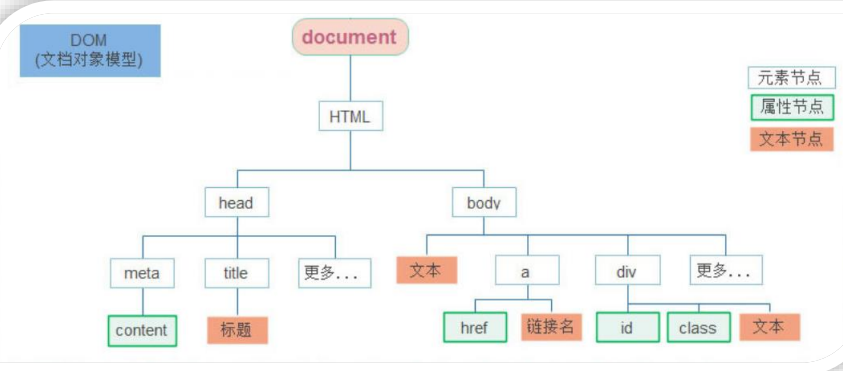 DOM
(文档对象模型)
document
元素节点
属性节点
文本节点
HTML
head
body
meta
title
更多...
文本
a
div
更多...
content
标题
href
链接名
id
class
文本